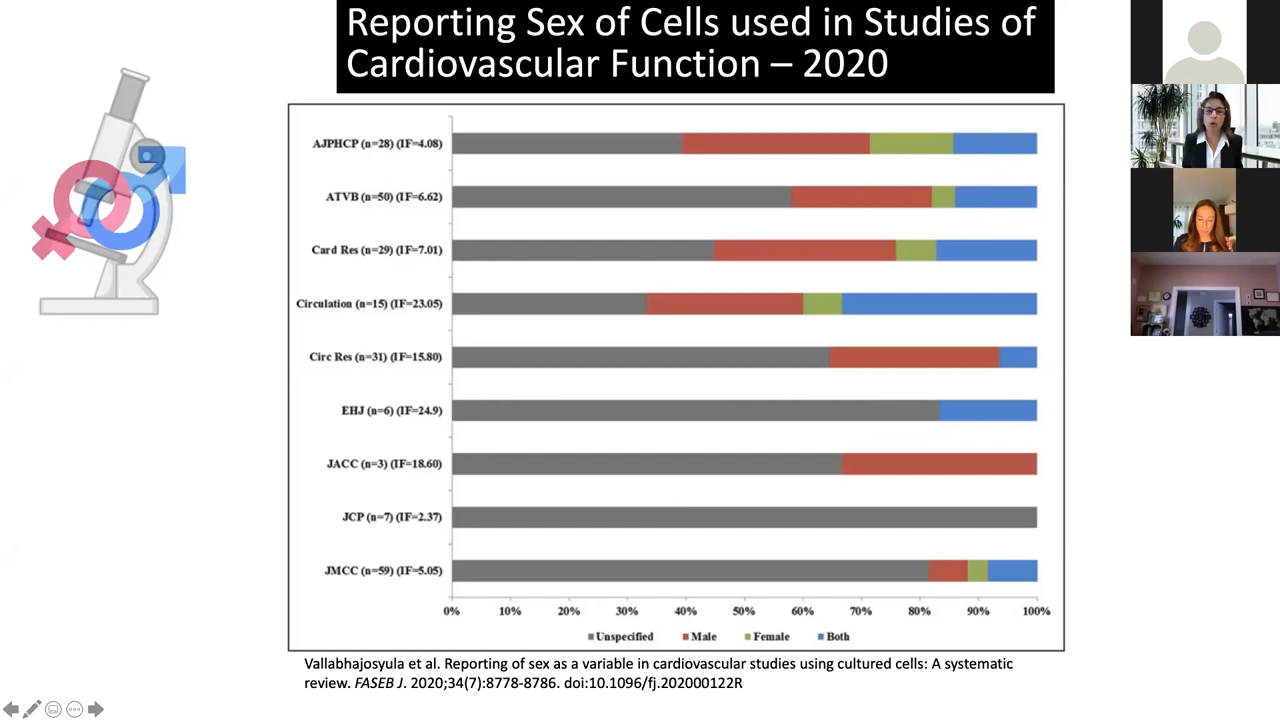 Reporting Sex of Cells used in Studies of
Cardiovascular Function – 2020
AJPHCP (n=28) (IF=4.08)
ATVB (n=50) (IF=6.62)
Card Res (n=29) (IF=7.01)
Circulation (n=15) (IF=23.05)
Circ Res (n=31) (IF=15.80)
EHJ (n=6) (IF=24.9)
JACC (n=3) (IF=18.60)
JCP (n=7) (IF=2.37)
JMCC (n=59) (IF=5.05)
0% 10% 20% 30% 40% 50% 60% 70% 80% 90% 100%
Unspecified Male Female Both
Vallabhajosyula et al. Reporting of sex as a variable in cardiovascular studies using cultured cells: A systematic
review. FASEB J. 2020;34(7):8778-8786. doi:10.1096/fj.202000122R